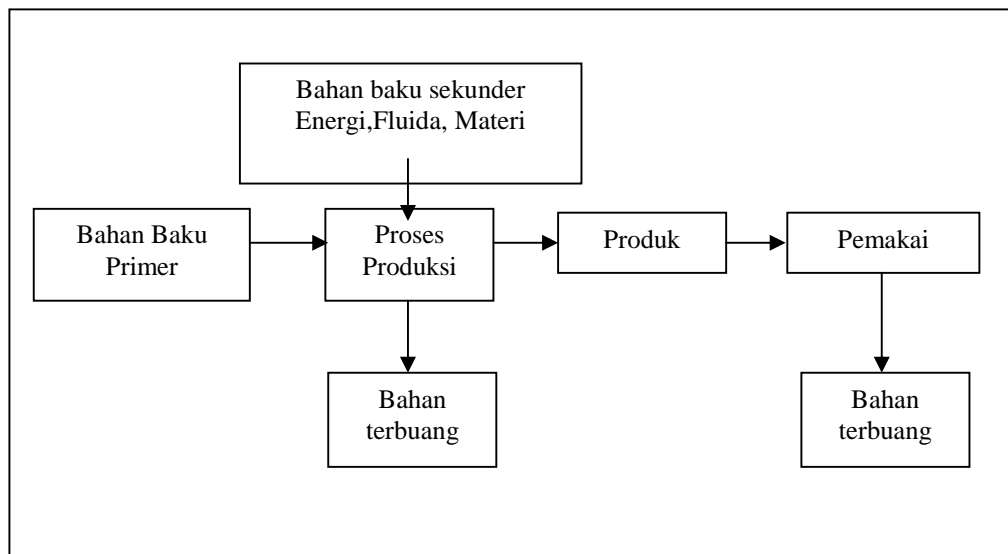 Bahan baku sekunder
Energi,Fluida, Materi
Bahan Baku
Primer
Proses
Produksi
Produk
Pemakai
Bahan
terbuang
Bahan
terbuang